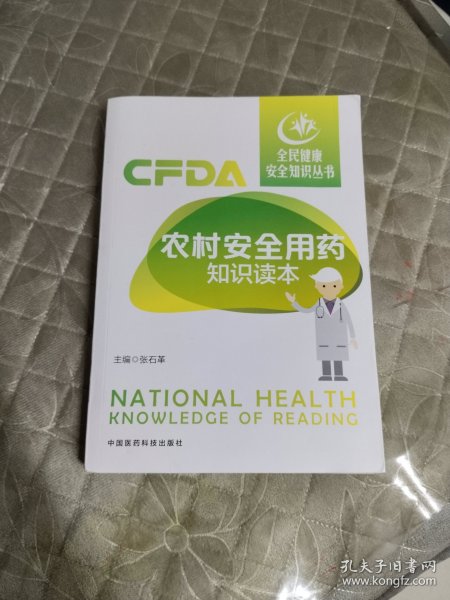 全民健康
安全知识丛书
CFDA
农村安全用药
知识读本
主编◎张石革
NATIONAL HEALTH
KNOWLEDGE OF READING
中国医药科技出版社
孔夫子旧书网
www.kongfz.com